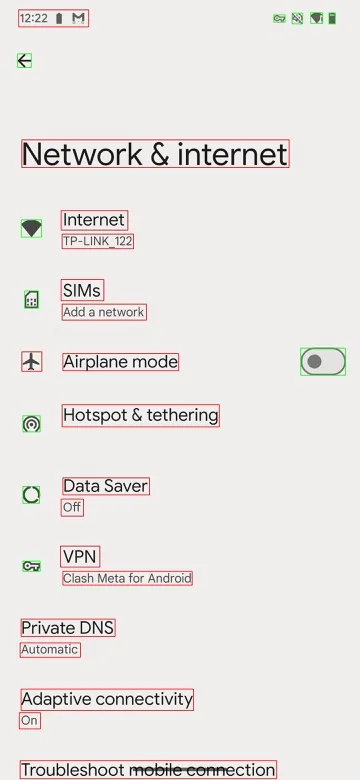 12:22
Network & internet
Internet
TP-LINK_122
SIMs
Add a network
Airplane mode
Hotspot & tethering
Data Saver
Off
VPN
Clash Meta for Android
Private DNS
Automatic
Adaptive connectivity
On
Troubleshoot mobile connection